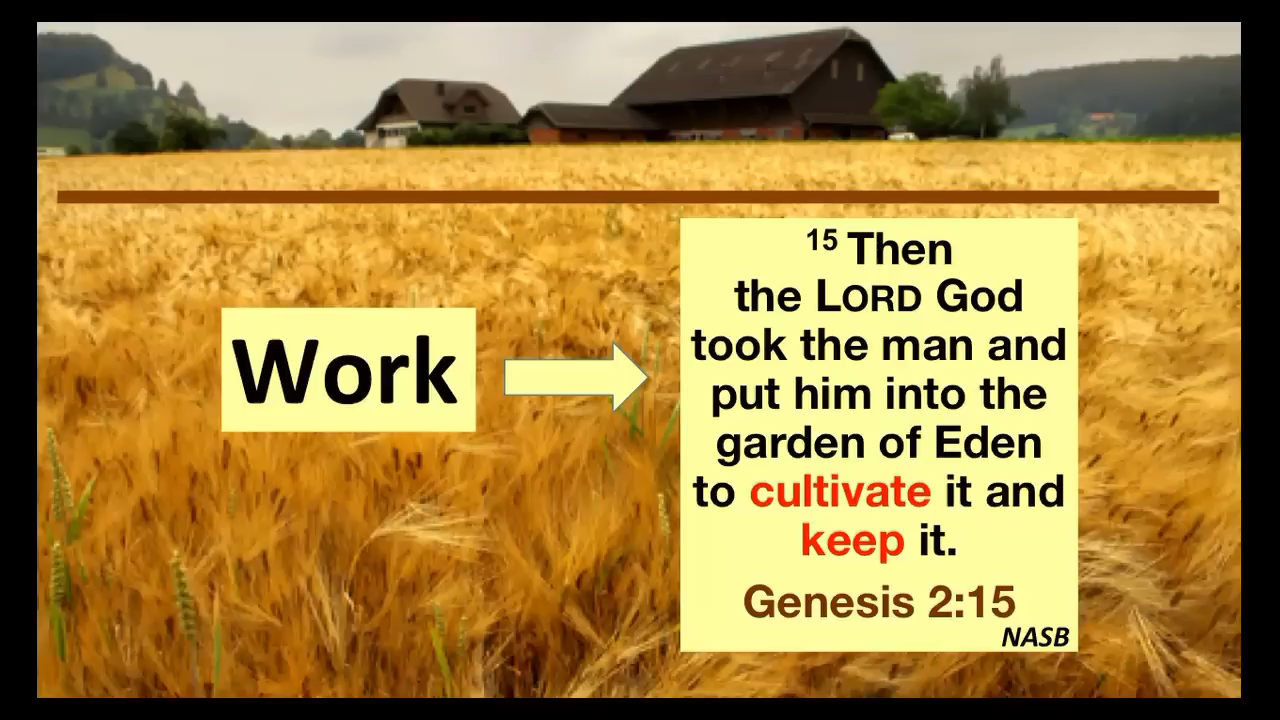 Work
15 Then
the LORD God
took the man and
put him into the
garden of Eden
to cultivate it and
keep it.
Genesis 2:15
NASB